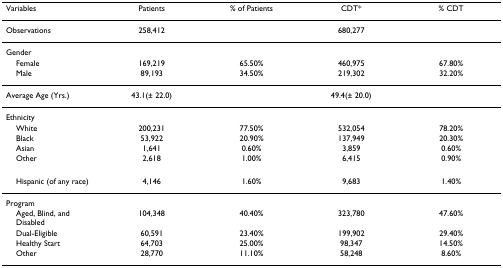 Variables Patients % of Patients CDT* % CDT
Observations 258,412 680,277
Gender
Female 169,219 65.50% 460,975 67.80%
Male 89,193 34.50% 219,302 32.20%
Average Age (Yrs.) 43.1(± 22.0) 49.4(± 20.0)
Ethnicity
White 200,231 77.50% 532,054 78.20%
Black 53,922 20.90% 137,949 20.30%
Asian 1,641 0.60% 3,859 0.60%
Other 2,618 1.00% 6,415 0.90%
Hispanic (of any race) 4,146 1.60% 9,683 1.40%
Program
Aged, Blind, and 104,348 40.40% 323,780 47.60%
Disabled
Dual-Eligible 60,591 23.40% 199,902 29.40%
Healthy Start 64,703 25.00% 98,347 14.50%
Other 28,770 11.10% 58,248 8.60%